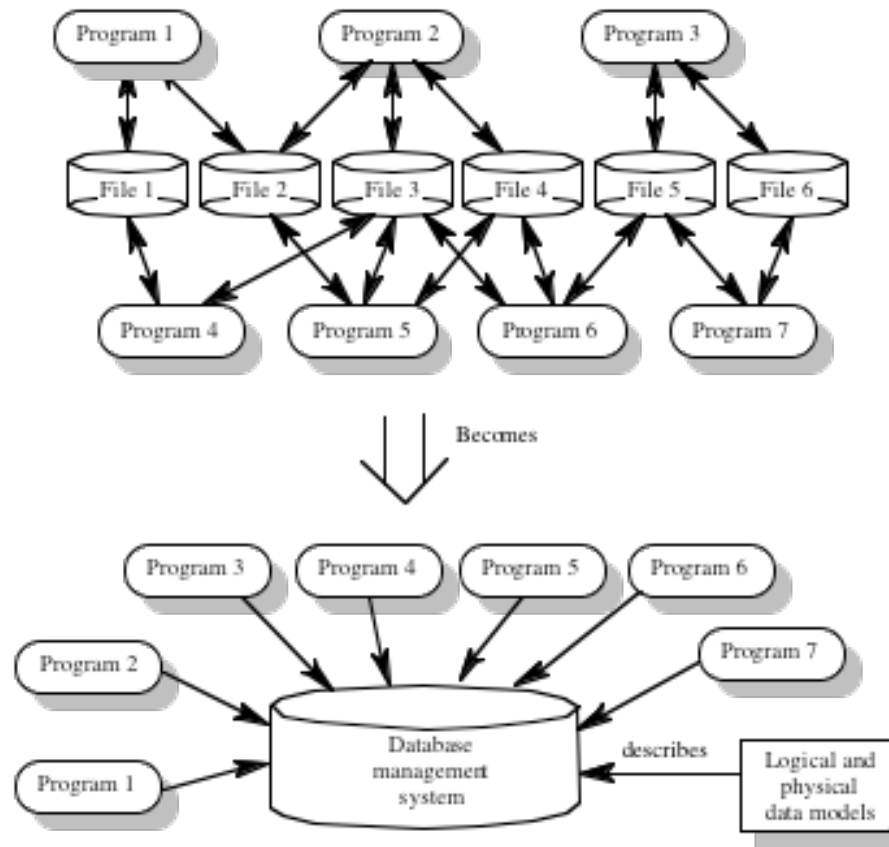 Program 1
Program 2
Program 3
File 1
File 2
File 3
File 4
File 5
File 6
Program 4
Program 5
Program 6
Program 7
Becomes
Program 3
Program 4
Program 5
Program 6
Program 2
Program 7
Database
management
system
describes
Logical and
physical
data models
Program 1